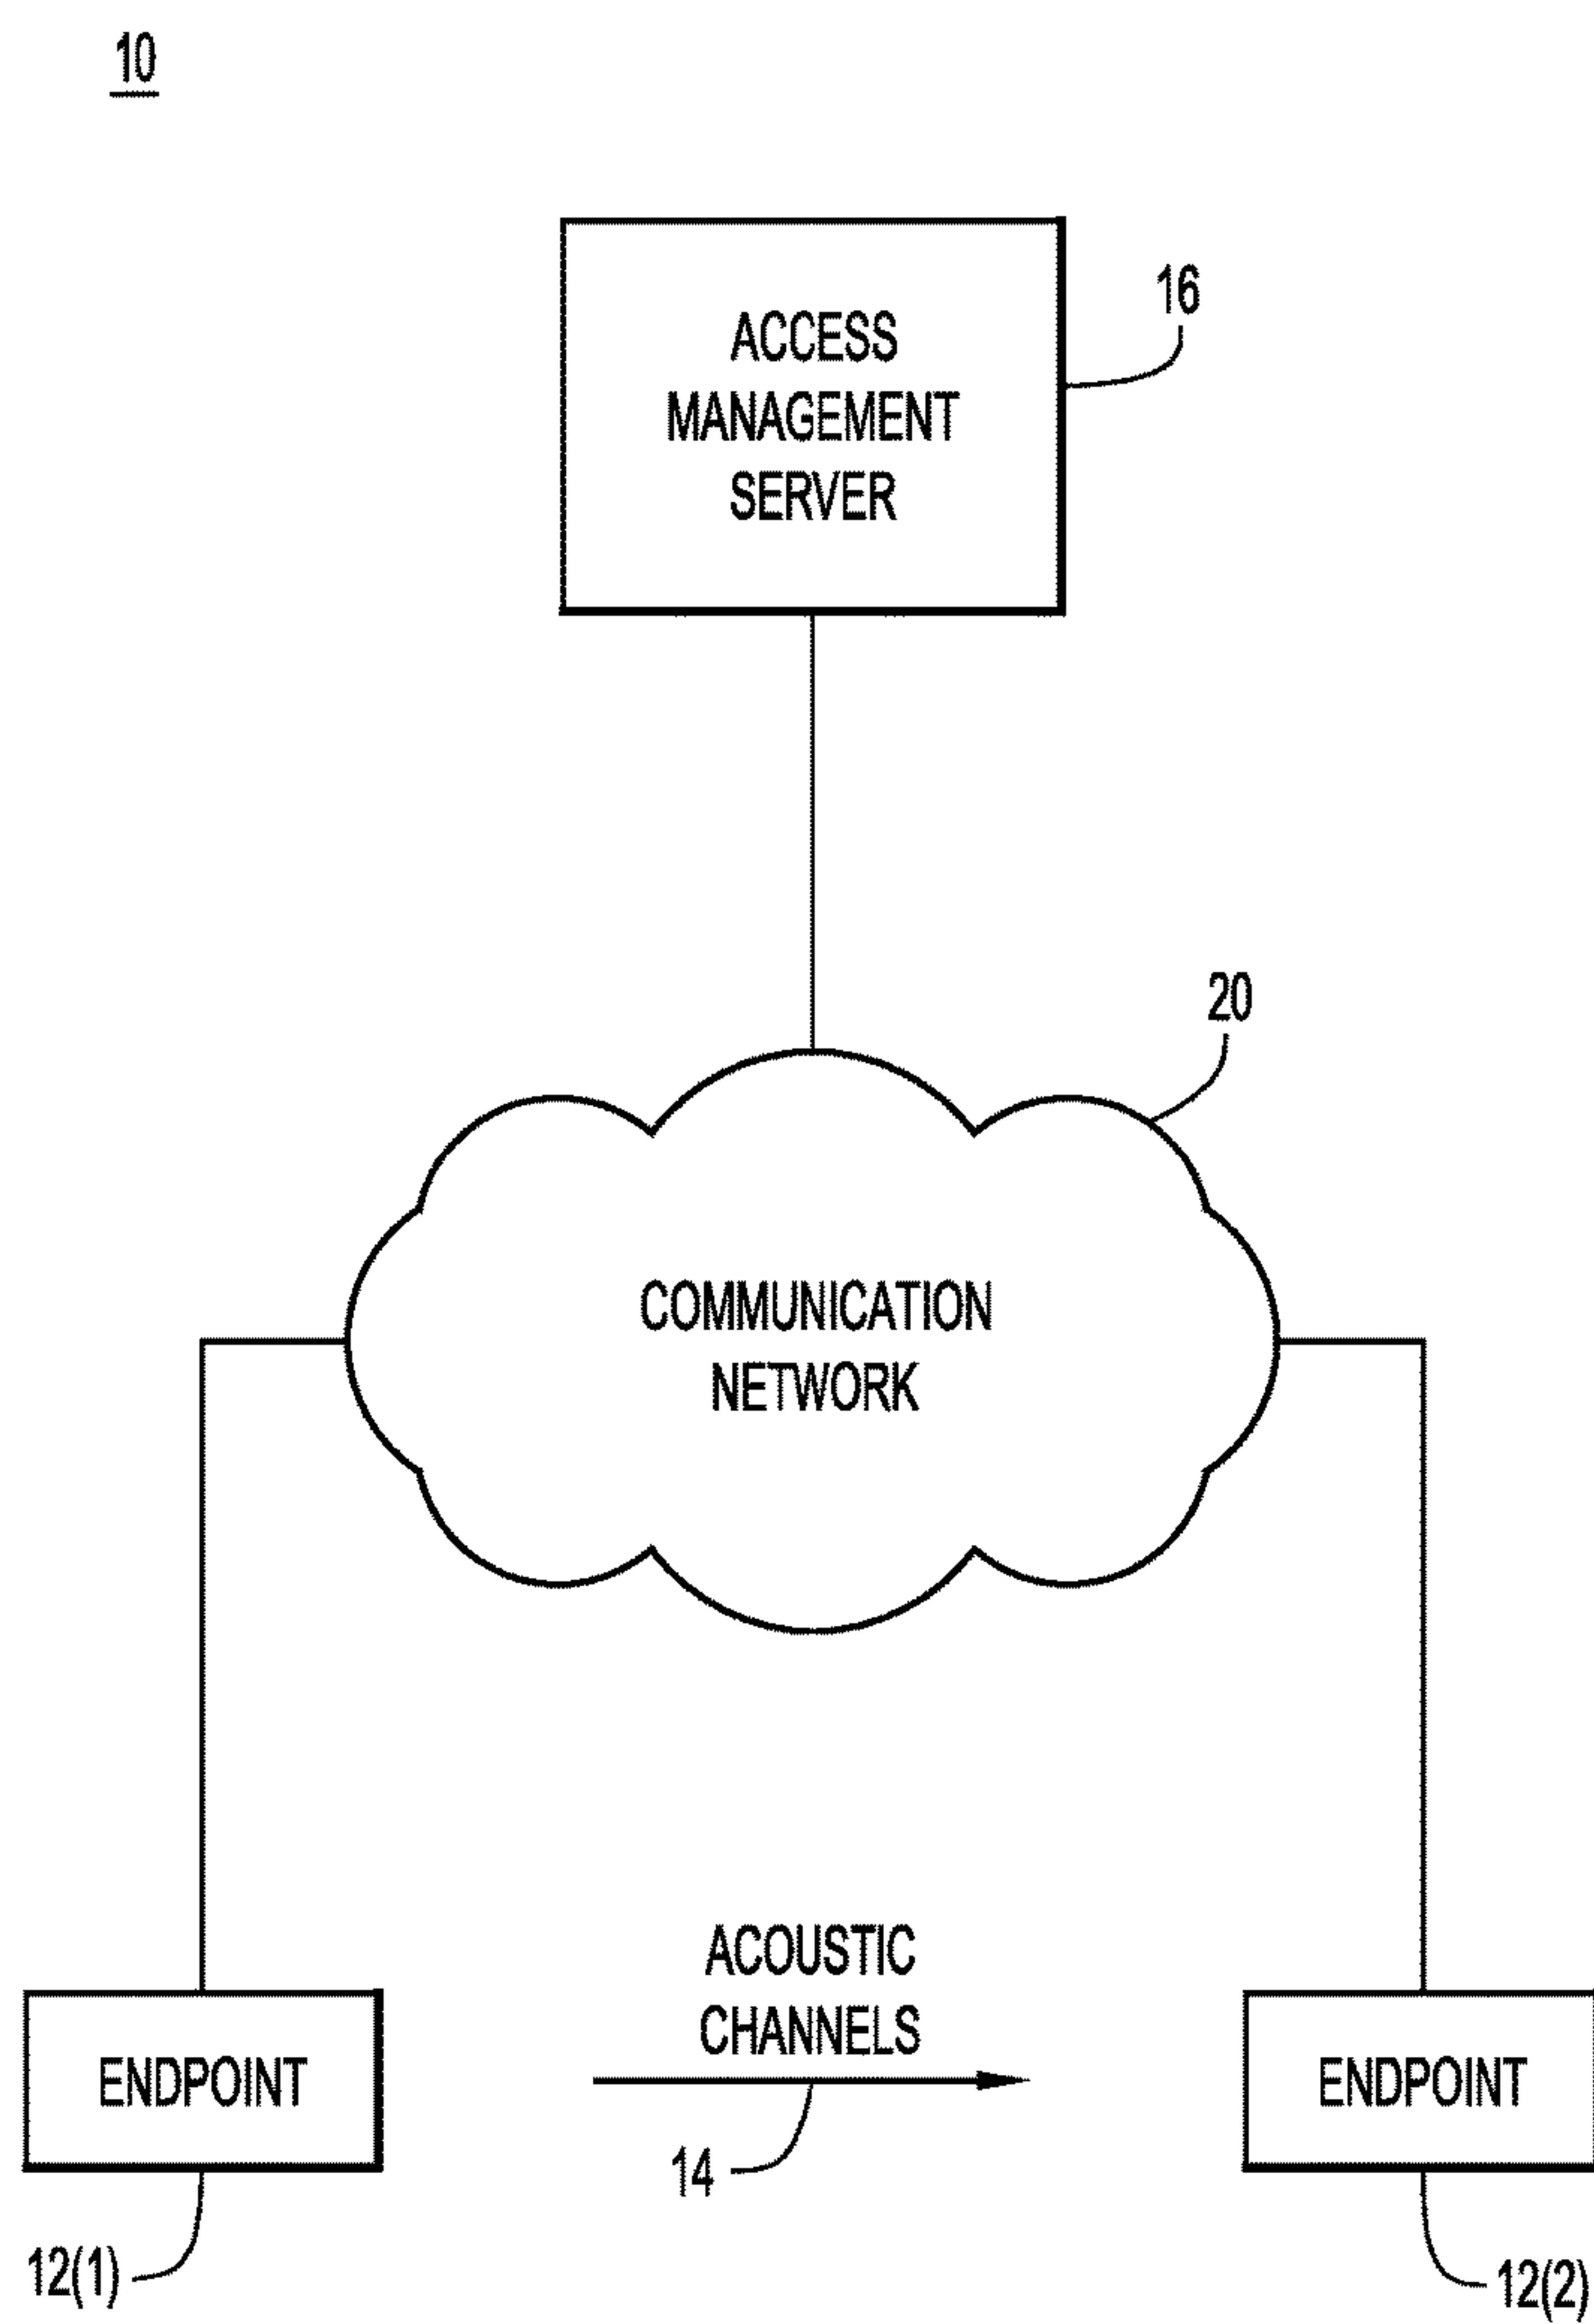 10
ACCESS
MANAGEMENT
SERVER
16
20
COMMUNICATION
NETWORK
ACOUSTIC
CHANNELS
ENDPOINT
ENDPOINT
14
12(1)
12(2)